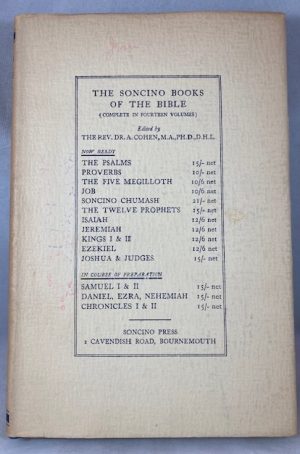 THE SONCINO BOOKS
OF THE BIBLE
(COMPLETE IN FOURTEEN VOLUMES)
Edited by
THE REV. DR. A. COHEN, M.A., PH.D., D.H.L.
NOW READY
THE PSALMS 15/- net
PROVERBS 10/- net
THE FIVE MEGILLOTH 10/6 net
JOB 10/6 net
SONCINO CHUMASH 21/- net
THE TWELVE PROPHETS 15/- net
ISAIAH 12/6 net
JEREMIAH 12/6 net
KINGS I & II 12/6 net
EZEKIEL 12/6 net
JOSHUA & JUDGES 15/- net
IN COURSE OF PREPARATION
SAMUEL I & II 15/- net
DANIEL, EZRA, NEHEMIAH 15/- net
CHRONICLES I & II 15/- net
SONCINO PRESS
2 CAVENDISH ROAD, BOURNEMOUTH